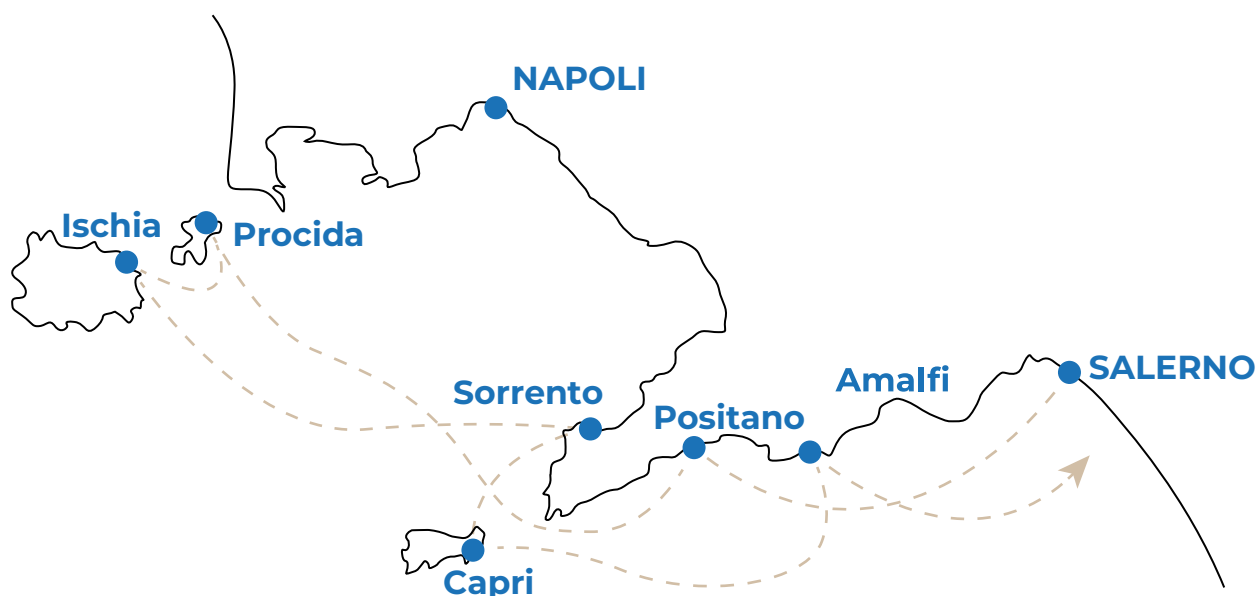 NAPOLI
Ischia
Procida
SALERNO
Amalfi
Sorrento
Positano
Capri